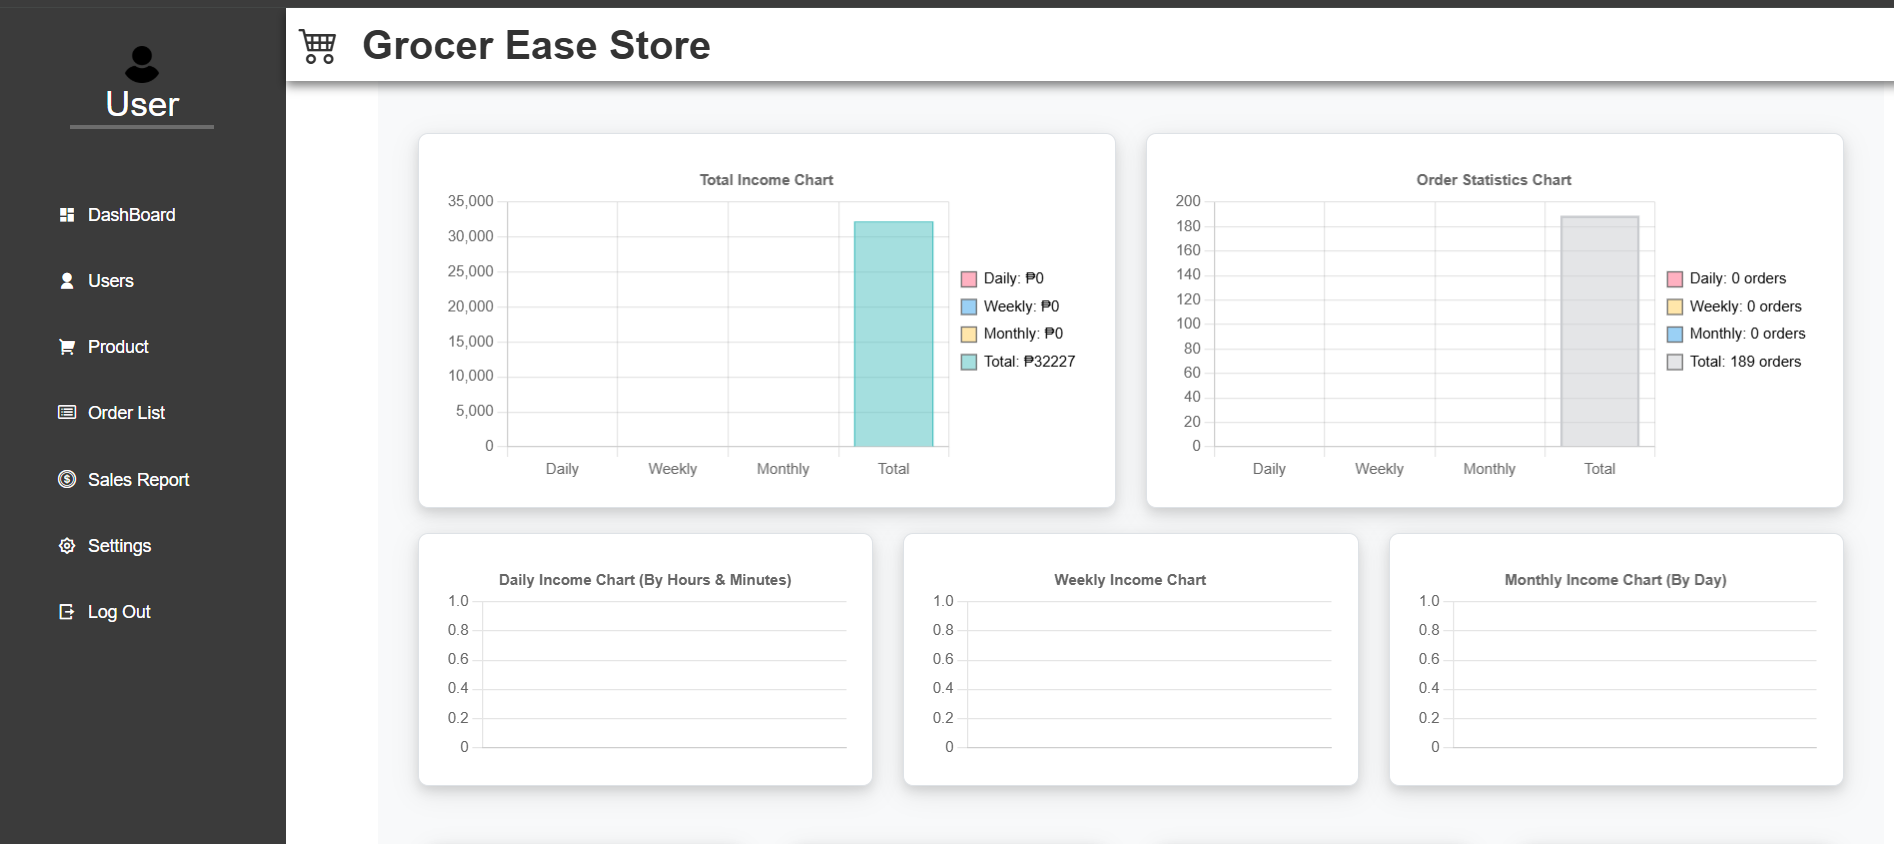 Grocer Ease Store
User
DashBoard
Users
Product
Order List
Sales Report
Settings
Log Out
Total Income Chart
35,000
30,000
25,000
20,000
15,000
10,000
5,000
0
Daily Weekly Monthly Total
Daily: ₱0
Weekly: ₱0
Monthly: ₱0
Total: ₱32227
Order Statistics Chart
200
180
160
140
120
100
80
60
40
20
0
Daily Weekly Monthly Total
Daily: 0 orders
Weekly: 0 orders
Monthly: 0 orders
Total: 189 orders
Daily Income Chart (By Hours & Minutes)
1.0
0.8
0.6
0.4
0.2
0
Weekly Income Chart
1.0
0.8
0.6
0.4
0.2
0
Monthly Income Chart (By Day)
1.0
0.8
0.6
0.4
0.2
0